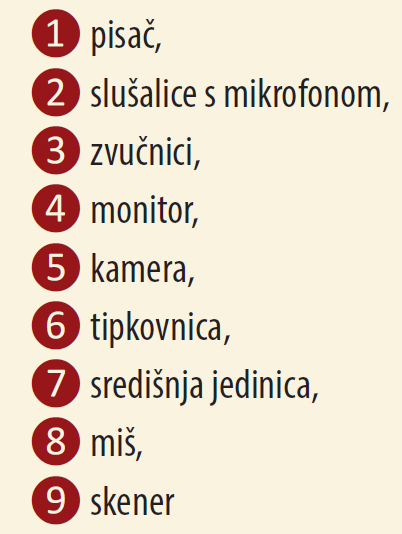 1 pisač,
2 slušalice s mikrofonom,
3 zvučnici,
4 monitor,
5 kamera,
6 tipkovnica,
7 središnja jedinica,
8 miš,
9 skener